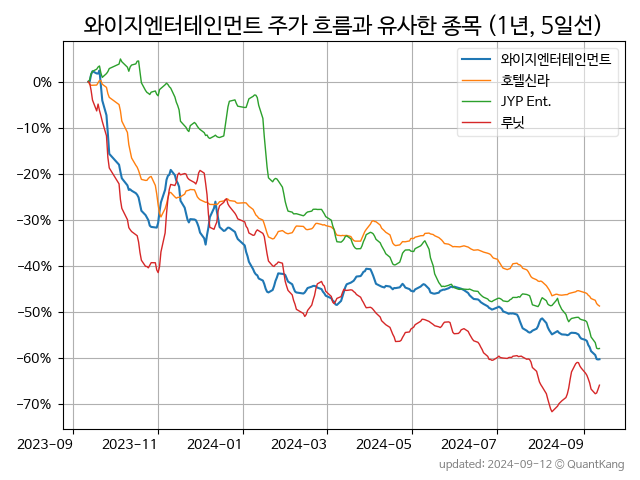 와이지엔터테인먼트 주가 흐름과 유사한 종목 (1년, 5일선)
와이지엔터테인먼트
호텔신라
JYP Ent.
루닛
0%
−10%
−20%
−30%
−40%
−50%
−60%
−70%
2023-09 2023-11 2024-01 2024-03 2024-05 2024-07 2024-09
updated: 2024-09-12 © QuantKang